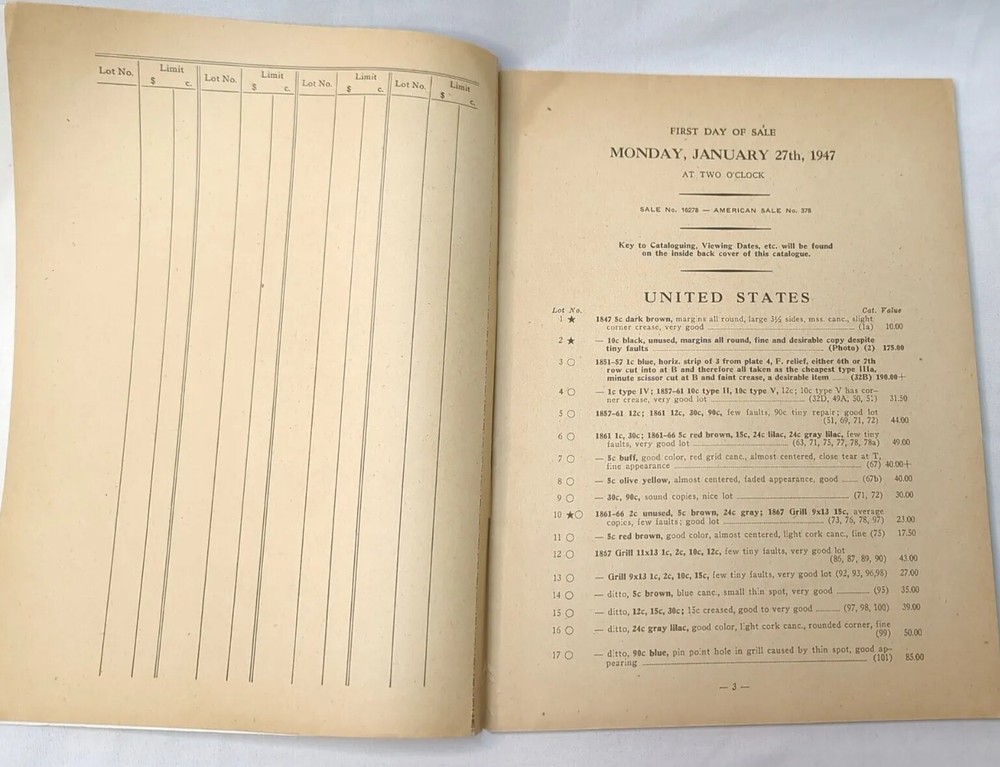 Lot No. Limit Lot No. Limit Lot No. Limit Lot No. Limit
$ c. $ c. $ c. $ c.
FIRST DAY OF SALE
MONDAY, JANUARY 27th, 1947
AT TWO O'CLOCK
SALE No. 16278 — AMERICAN SALE No. 378
Key to Cataloguing, Viewing Dates, etc. will be found
on the inside back cover of this catalogue.
UNITED STATES
Lot No. Cat. Value
1 ★ 1847 5c dark brown, margins all round, large 3½ sides, mss. canc., slight
corner crease, very good (1a) 10.00
2 ★ — 10c black, unused, margins all round, fine and desirable copy despite
tiny faults (Photo) (2) 175.00
3 ○ 1851-57 1c blue, horiz. strip of 3 from plate 4, F. relief, either 6th or 7th
row cut into at B and therefore all taken as the cheapest type IIIa,
minute scissor cut at B and faint crease, a desirable item (32B) 190.00+
4 ○ — 1c type IV; 1857-61 10c type II, 10c type V, 12c; 10c type V has cor-
ner crease, very good lot (32D, 49A, 50, 51) 31.50
5 ○ 1857-61 12c; 1861 12c, 30c, 90c, few faults, 90c tiny repair; good lot
(51, 69, 71, 72) 44.00
6 ○ 1861 1c, 30c; 1861-66 5c red brown, 15c, 24c lilac, 24c gray lilac, few tiny
faults, very good lot (63, 71, 75, 77, 78, 78a) 49.00
7 ○ — 5c buff, good color, red grid canc., almost centered, close tear at T,
fine appearance (67) 40.00+
8 ○ — 5c olive yellow, almost centered, faded appearance, good (67b) 40.00
9 ○ — 30c, 90c, sound copies, nice lot (71, 72) 30.00
10 ★○ 1861-66 2c unused, 5c brown, 24c gray; 1867 Grill 9x13 15c, average
copies, few faults; good lot (73, 76, 78, 97) 23.00
11 ○ — 5c red brown, good color, almost centered, light cork canc., fine (75) 17.50
12 ○ 1867 Grill 11x13 1c, 2c, 10c, 12c, few tiny faults, very good lot
(86, 87, 89, 90) 43.00
13 ○ — Grill 9x13 1c, 2c, 10c, 15c, few tiny faults, very good lot (92, 93, 96,98) 27.00
14 ○ — ditto, 5c brown, blue canc., small thin spot, very good (95) 35.00
15 ○ — ditto, 12c, 15c, 30c; 15c creased, good to very good (97, 98, 100) 39.00
16 ○ — ditto, 24c gray lilac, good color, light cork canc., rounded corner, fine
(99) 50.00
17 ○ — ditto, 90c blue, pin point hole in grill caused by thin spot, good ap-
pearing (101) 85.00
— 3 —